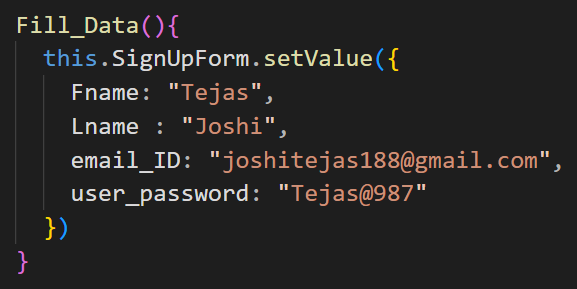 Fill_Data(){
this.SignUpForm.setValue({
Fname: "Tejas",
Lname : "Joshi",
email_ID: "joshitejas188@gmail.com",
user_password: "Tejas@987"
})
}